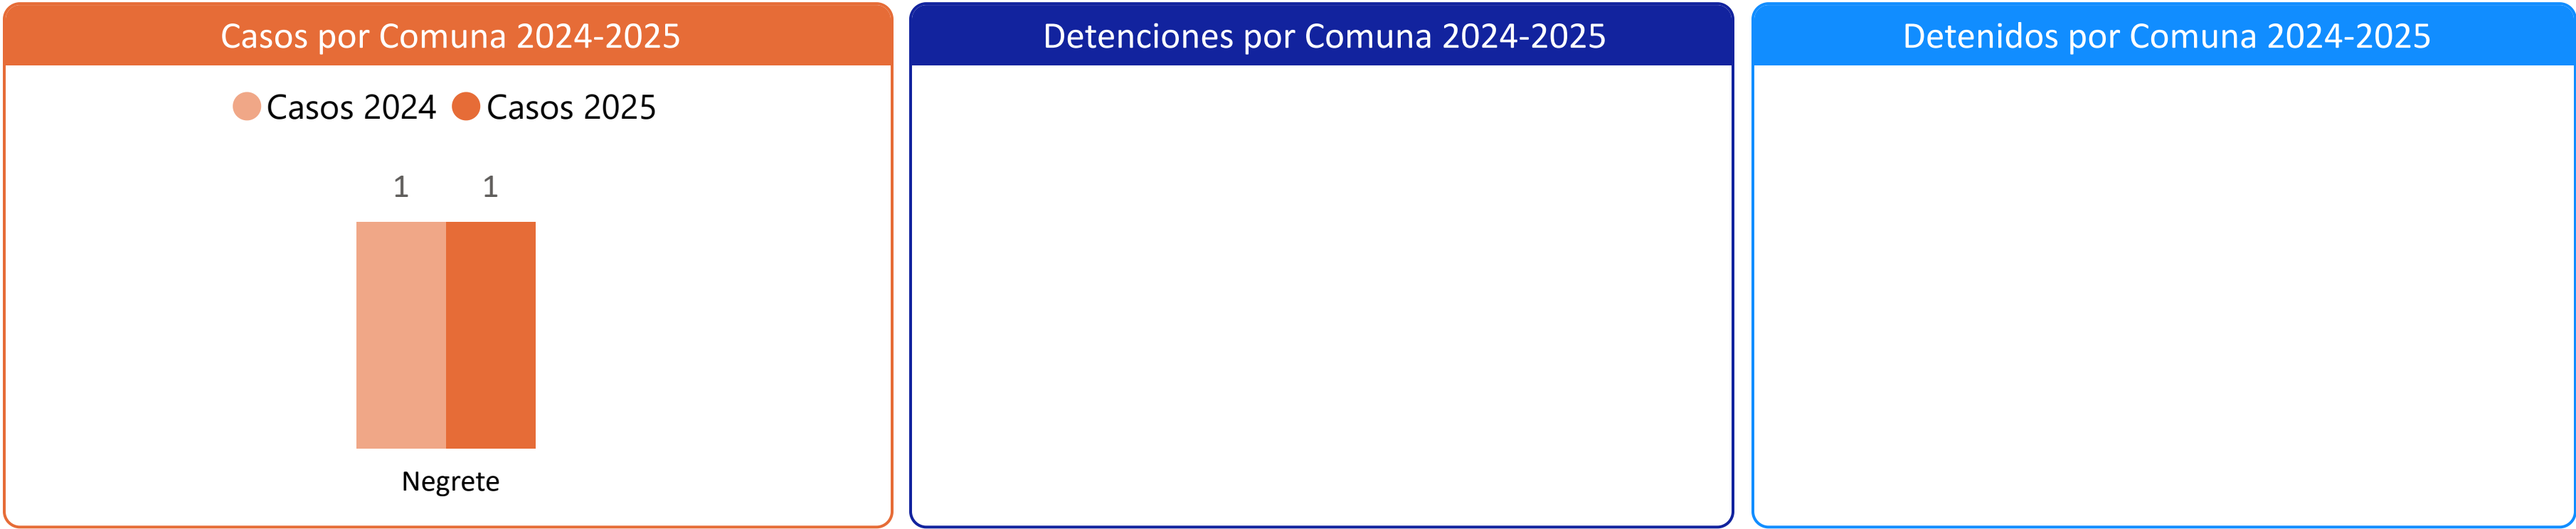 Casos por Comuna 2024-2025
Casos 2024 Casos 2025
1 1
Negrete
Detenciones por Comuna 2024-2025
Detenidos por Comuna 2024-2025